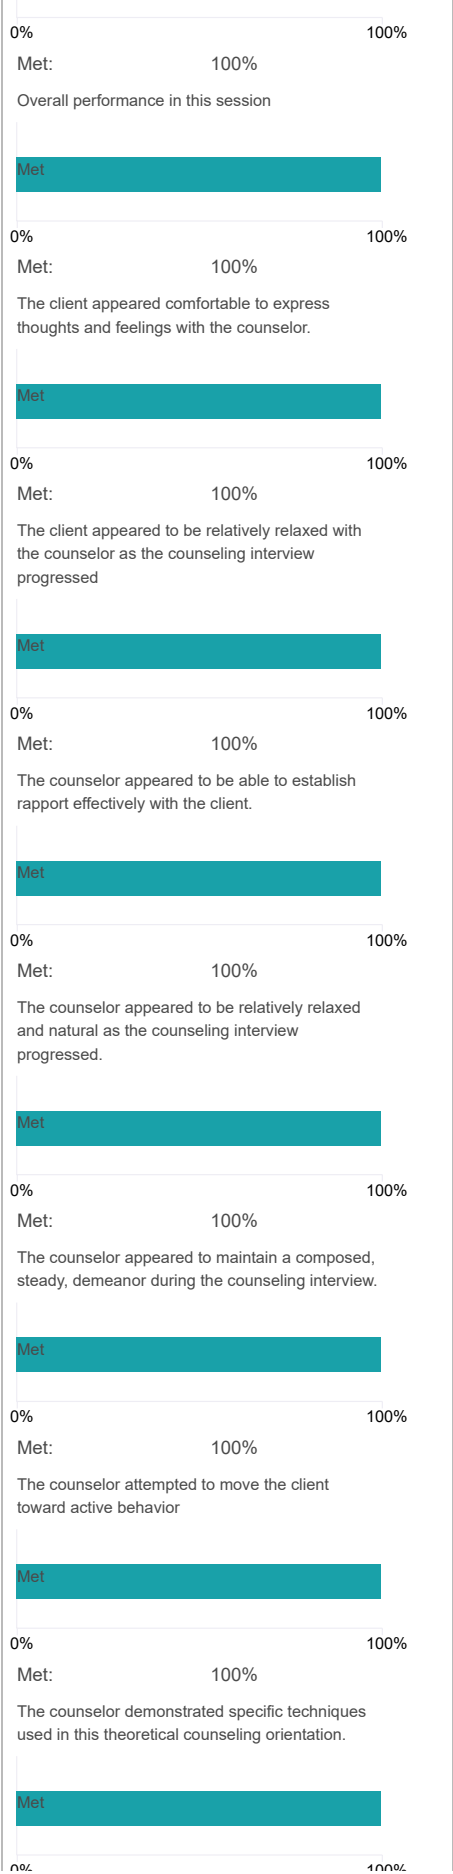 0% 100%
Met: 100%
Overall performance in this session
Met
0% 100%
Met: 100%
The client appeared comfortable to express
thoughts and feelings with the counselor.
Met
0% 100%
Met: 100%
The client appeared to be relatively relaxed with
the counselor as the counseling interview
progressed
Met
0% 100%
Met: 100%
The counselor appeared to be able to establish
rapport effectively with the client.
Met
0% 100%
Met: 100%
The counselor appeared to be relatively relaxed
and natural as the counseling interview
progressed.
Met
0% 100%
Met: 100%
The counselor appeared to maintain a composed,
steady, demeanor during the counseling interview.
Met
0% 100%
Met: 100%
The counselor attempted to move the client
toward active behavior
Met
0% 100%
Met: 100%
The counselor demonstrated specific techniques
used in this theoretical counseling orientation.
Met
0% 100%